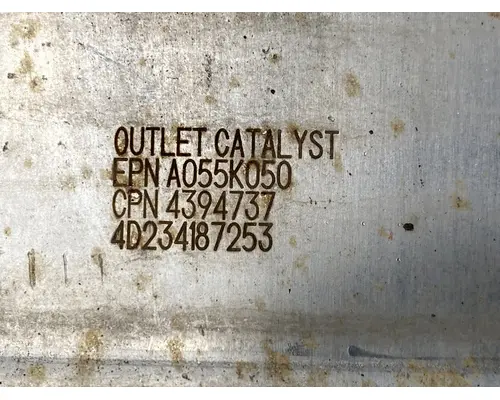 OUTLET CATALYST
EPN A055K050
CPN 4394737
4D234187253